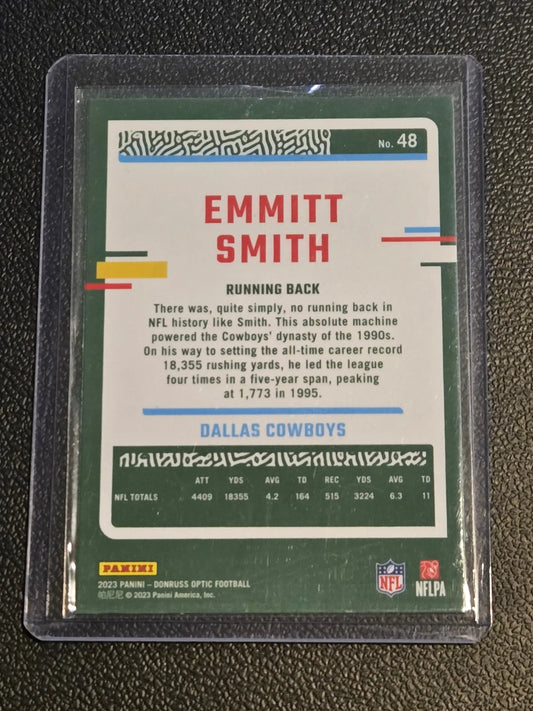 No. 48
EMMITT
SMITH
RUNNING BACK
There was, quite simply, no running back in
NFL history like Smith. This absolute machine
powered the Cowboys' dynasty of the 1990s.
On his way to setting the all-time career record
18,355 rushing yards, he led the league
four times in a five-year span, peaking
at 1,773 in 1995.
DALLAS COWBOYS
ATT YDS AVG TD REC YDS AVG TD
NFL TOTALS 4409 18355 4.2 164 515 3224 6.3 11
PANINI
2023 PANINI – DONRUSS OPTIC FOOTBALL
帕尼尼 © 2023 Panini America, Inc.
NFL
NFLPA